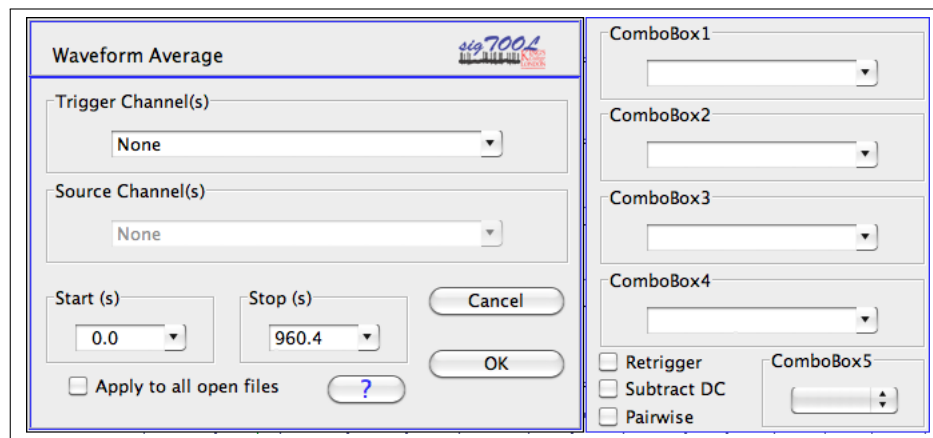 Waveform Average
sigTOOL
Trigger Channel(s)
None
Source Channel(s)
None
Start (s)
0.0
Stop (s)
960.4
Cancel
OK
Apply to all open files
?
ComboBox1
ComboBox2
ComboBox3
ComboBox4
Retrigger
Subtract DC
Pairwise
ComboBox5